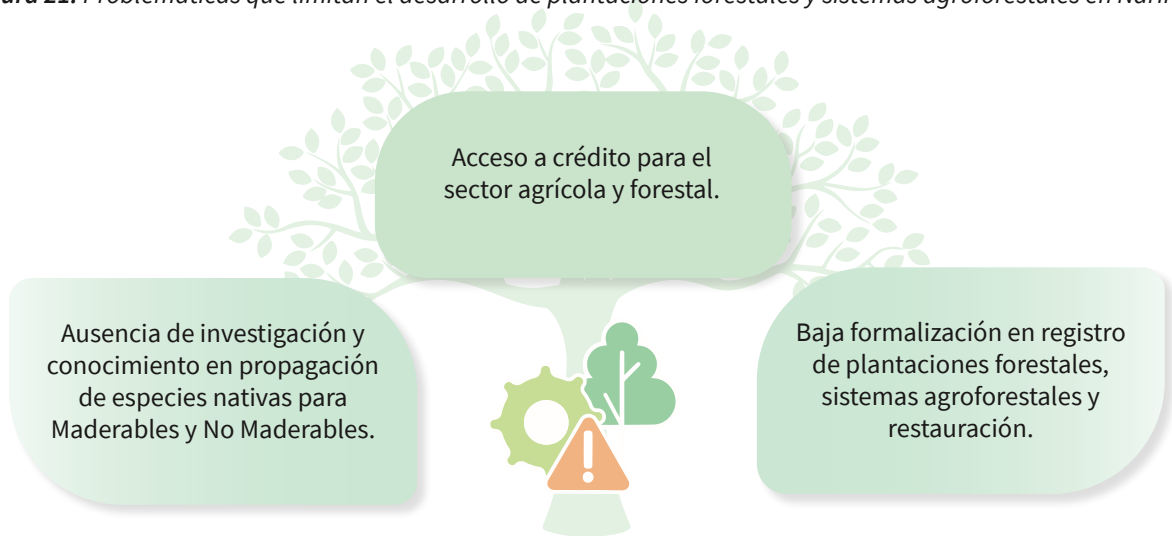 21. Problemáticas que limitan el desarrollo de plantaciones forestales y sistemas agroforestales en
Acceso a crédito para el
sector agrícola y forestal.
Ausencia de investigación y
conocimiento en propagación
de especies nativas para
Maderables y No Maderables.
Baja formalización en registro
de plantaciones forestales,
sistemas agroforestales y
restauración.